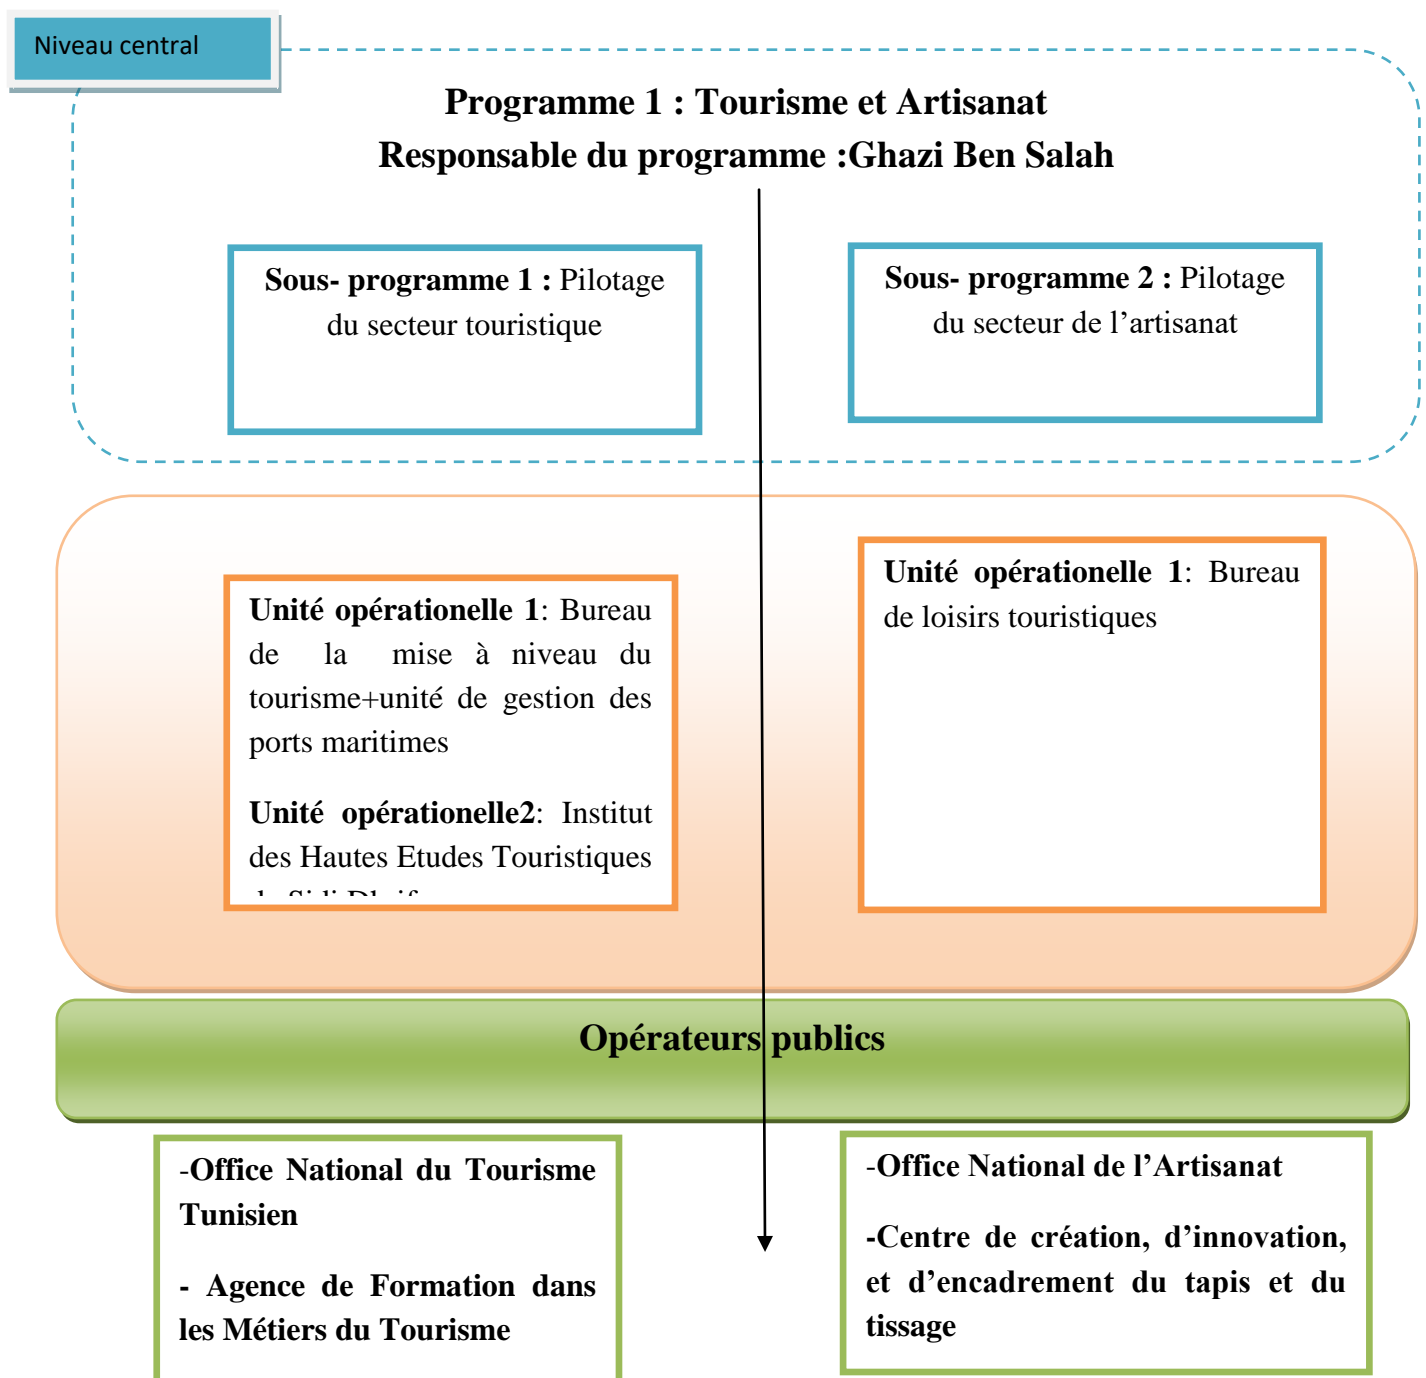 Niveau central
Programme 1 : Tourisme et Artisanat
Responsable du programme :Ghazi Ben Salah
Sous- programme 1 : Pilotage
du secteur touristique
Sous- programme 2 : Pilotage
du secteur de l’artisanat
Unité opérationelle 1: Bureau
de la mise à niveau du
tourisme+unité de gestion des
ports maritimes
Unité opérationelle2: Institut
des Hautes Etudes Touristiques
Unité opérationelle 1: Bureau
de loisirs touristiques
Opérateurs publics
-Office National du Tourisme
Tunisien
- Agence de Formation dans
les Métiers du Tourisme
-Office National de l’Artisanat
-Centre de création, d’innovation,
et d’encadrement du tapis et du
tissage